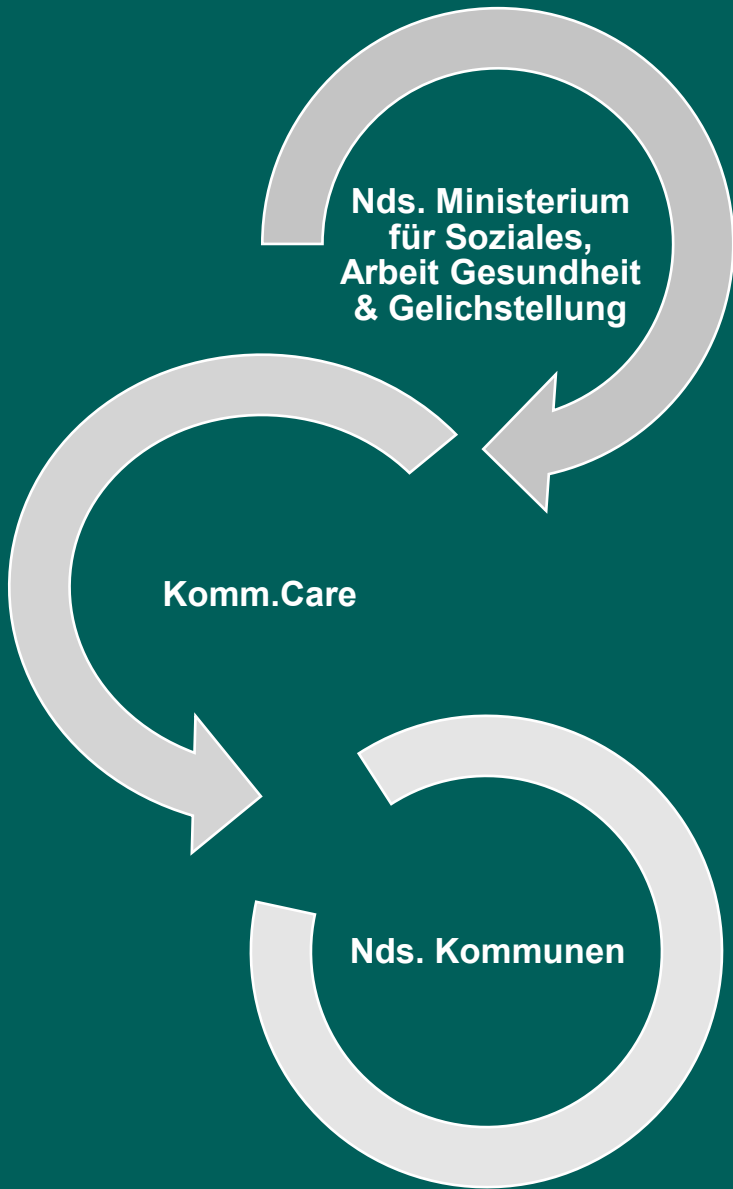 Nds. Ministerium
für Soziales,
Arbeit Gesundheit
& Gelichstellung
Komm.Care
Nds. Kommunen